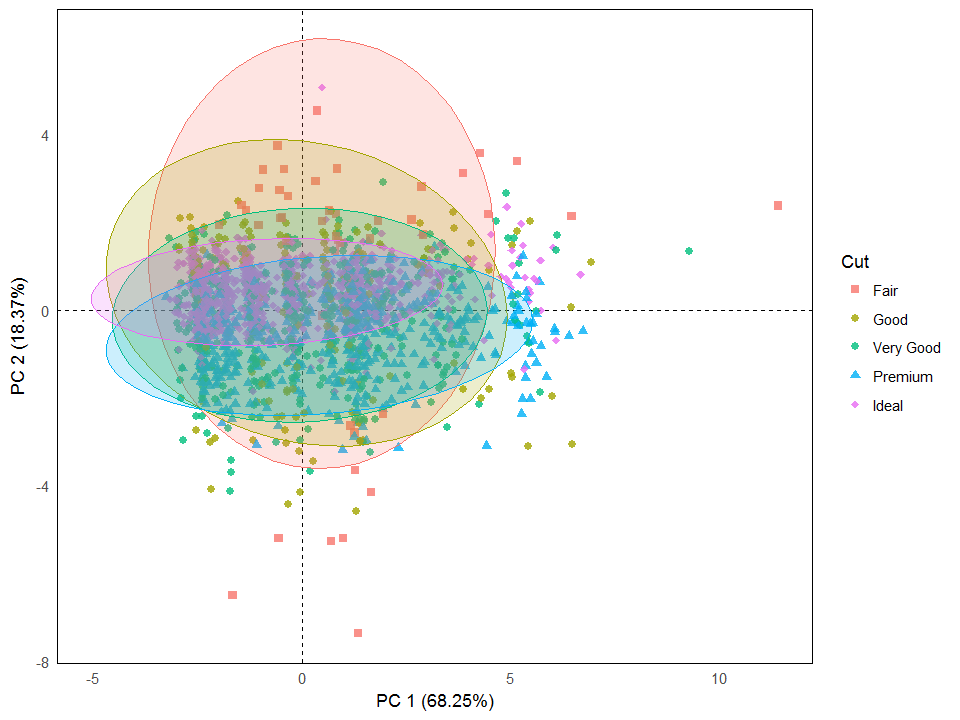 PC 2 (18.37%)
4
0
-4
-8
-5
0
5
10
PC 1 (68.25%)
Cut
Fair
Good
Very Good
Premium
Ideal